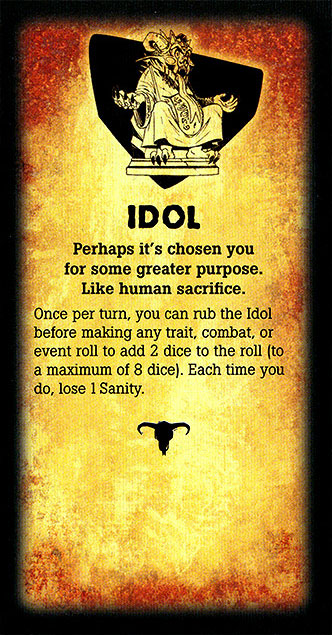 IDOL
Perhaps it's chosen you
for some greater purpose.
Like human sacrifice.
Once per turn, you can rub the Idol
before making any trait, combat, or
event roll to add 2 dice to the roll (to
a maximum of 8 dice). Each time you
do, lose 1 Sanity.